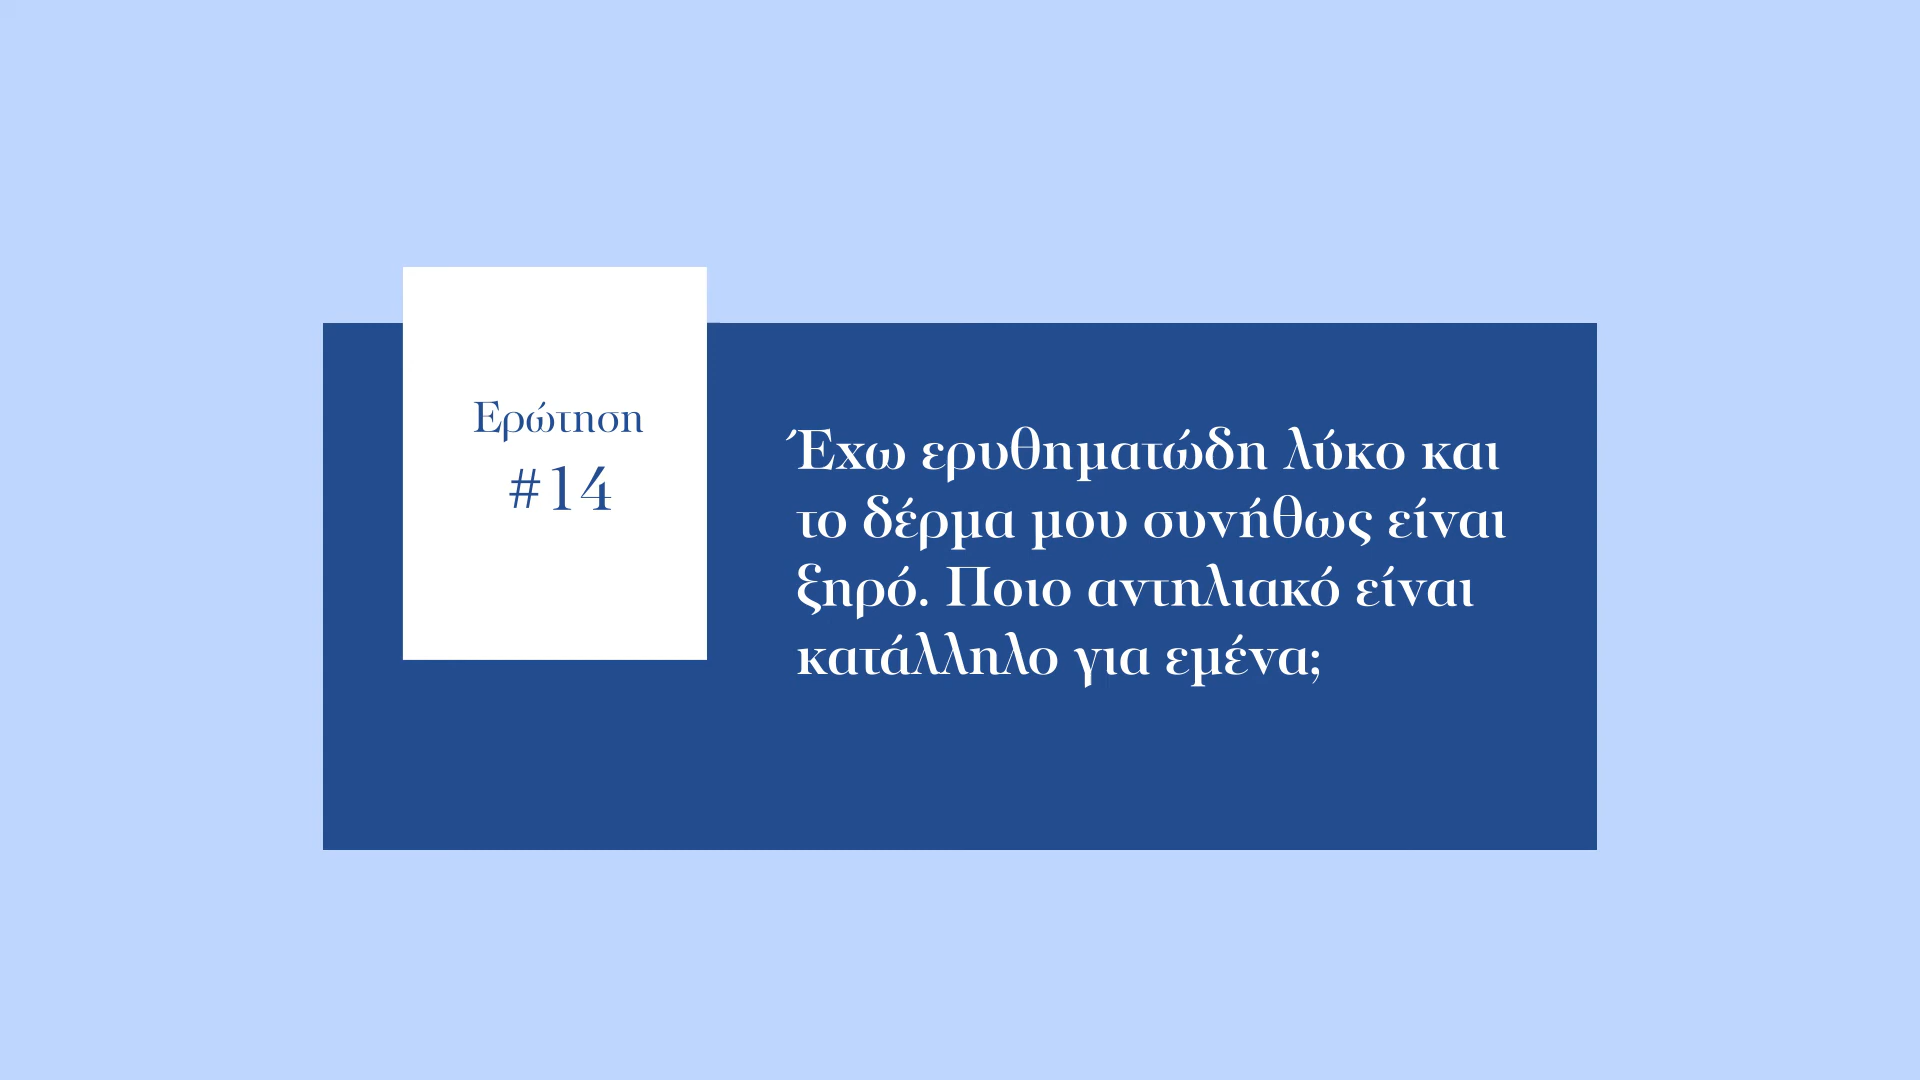 Ερώτηση
#14
Έχω ερυθηματώδη λύκο και
το δέρμα μου συνήθως είναι
ξηρό. Ποιο αντηλιακό είναι
κατάλληλο για εμένα;